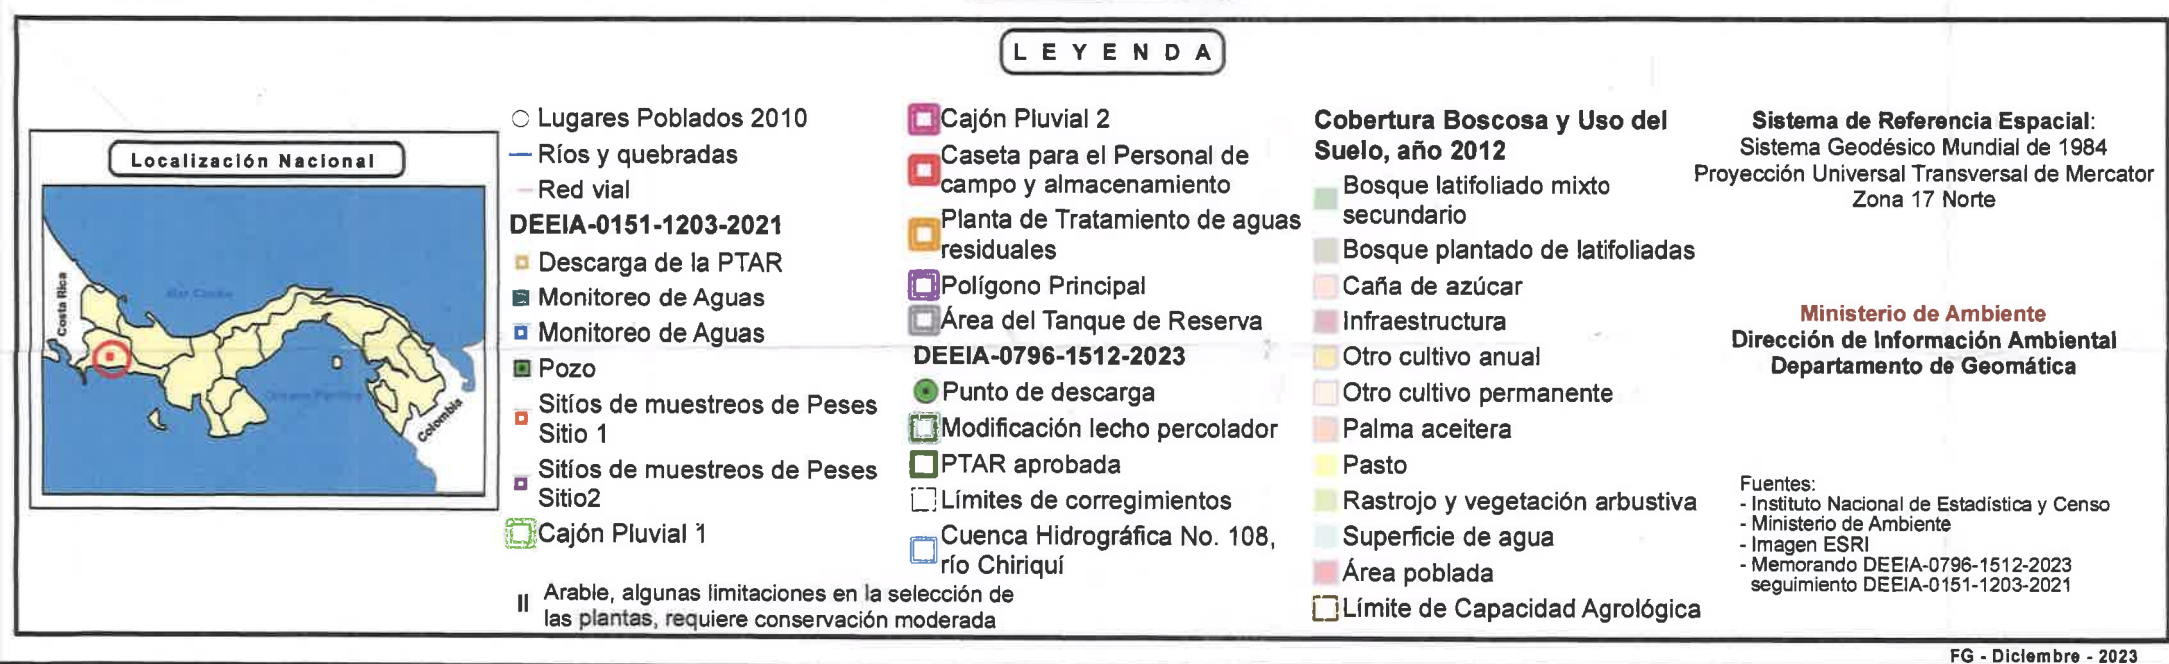 LEYENDA
Localización Nacional
Costa Rica
Mar Caribe
Océano Pacífico
Colombia
Lugares Poblados 2010
Ríos y quebradas
Red vial
DEEIA-0151-1203-2021
Descarga de la PTAR
Monitoreo de Aguas
Monitoreo de Aguas
Pozo
Sitíos de muestreos de Peses
Sitio 1
Sitíos de muestreos de Peses
Sitio2
Cajón Pluvial 1
II Arable, algunas limitaciones en la selección de
las plantas, requiere conservación moderada
Cajón Pluvial 2
Caseta para el Personal de
campo y almacenamiento
Planta de Tratamiento de aguas
residuales
Polígono Principal
Área del Tanque de Reserva
DEEIA-0796-1512-2023
Punto de descarga
Modificación lecho percolador
PTAR aprobada
Límites de corregimientos
Cuenca Hidrográfica No. 108,
río Chiriquí
Cobertura Boscosa y Uso del
Suelo, año 2012
Bosque latifoliado mixto
secundario
Bosque plantado de latifoliadas
Caña de azúcar
Infraestructura
Otro cultivo anual
Otro cultivo permanente
Palma aceitera
Pasto
Rastrojo y vegetación arbustiva
Superficie de agua
Área poblada
Límite de Capacidad Agrológica
Sistema de Referencia Espacial:
Sistema Geodésico Mundial de 1984
Proyección Universal Transversal de Mercator
Zona 17 Norte
Ministerio de Ambiente
Dirección de Información Ambiental
Departamento de Geomática
Fuentes:
- Instituto Nacional de Estadística y Censo
- Ministerio de Ambiente
- Imagen ESRI
- Memorando DEEIA-0796-1512-2023
seguimiento DEEIA-0151-1203-2021
FG - Diciembre - 2023